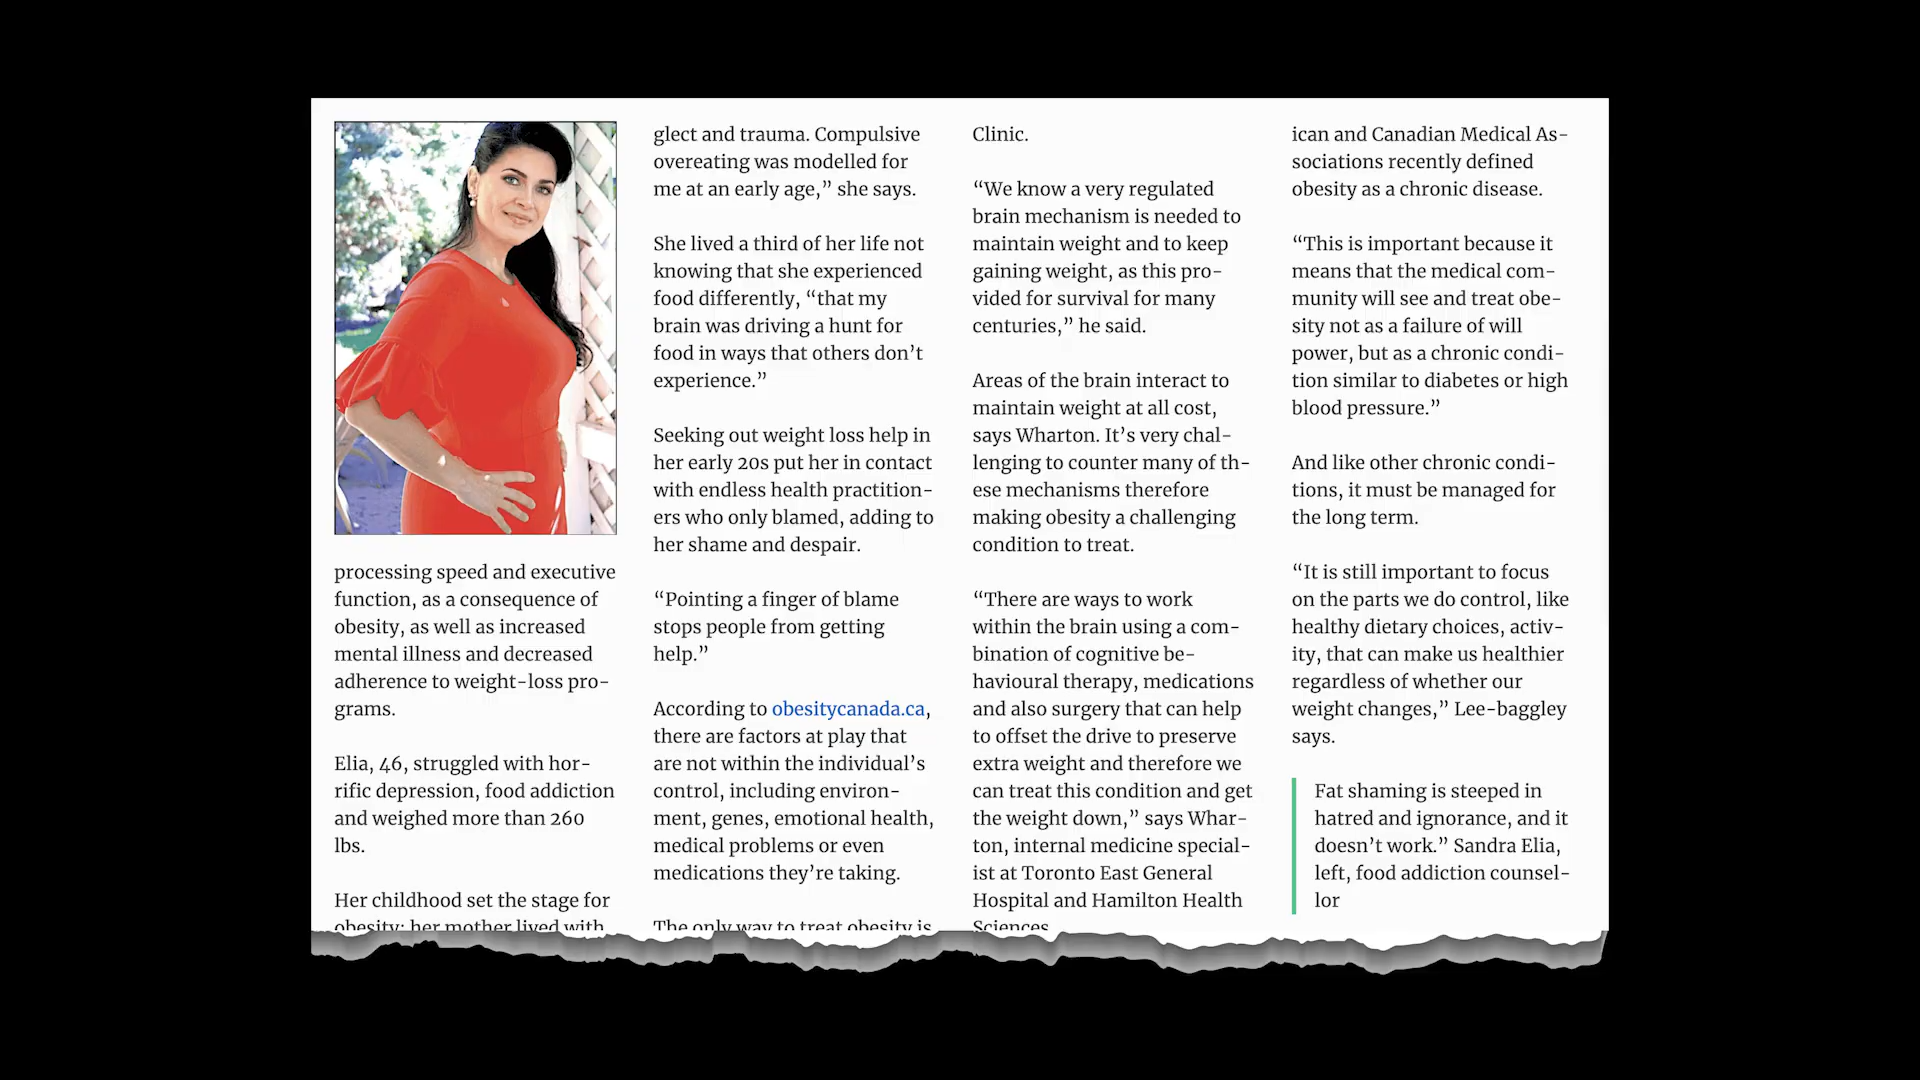 processing speed and executive
function, as a consequence of
obesity, as well as increased
mental illness and decreased
adherence to weight-loss pro-
grams.
Elia, 46, struggled with hor-
rific depression, food addiction
and weighed more than 260
lbs.
Her childhood set the stage for
obesity: her mother lived with
glect and trauma. Compulsive
overeating was modelled for
me at an early age,” she says.
She lived a third of her life not
knowing that she experienced
food differently, “that my
brain was driving a hunt for
food in ways that others don’t
experience.”
Seeking out weight loss help in
her early 20s put her in contact
with endless health practition-
ers who only blamed, adding to
her shame and despair.
“Pointing a finger of blame
stops people from getting
help.”
According to obesitycanada.ca,
there are factors at play that
are not within the individual’s
control, including environ-
ment, genes, emotional health,
medical problems or even
medications they’re taking.
The only way to treat obesity is
Clinic.
“We know a very regulated
brain mechanism is needed to
maintain weight and to keep
gaining weight, as this pro-
vided for survival for many
centuries,” he said.
Areas of the brain interact to
maintain weight at all cost,
says Wharton. It’s very chal-
lenging to counter many of th-
ese mechanisms therefore
making obesity a challenging
condition to treat.
“There are ways to work
within the brain using a com-
bination of cognitive be-
havioural therapy, medications
and also surgery that can help
to offset the drive to preserve
extra weight and therefore we
can treat this condition and get
the weight down,” says Whar-
ton, internal medicine special-
ist at Toronto East General
Hospital and Hamilton Health
Sciences
ican and Canadian Medical As-
sociations recently defined
obesity as a chronic disease.
“This is important because it
means that the medical com-
munity will see and treat obe-
sity not as a failure of will
power, but as a chronic condi-
tion similar to diabetes or high
blood pressure.”
And like other chronic condi-
tions, it must be managed for
the long term.
“It is still important to focus
on the parts we do control, like
healthy dietary choices, activ-
ity, that can make us healthier
regardless of whether our
weight changes,” Lee-baggley
says.
Fat shaming is steeped in
hatred and ignorance, and it
doesn’t work.” Sandra Elia,
left, food addiction counsel-
lor